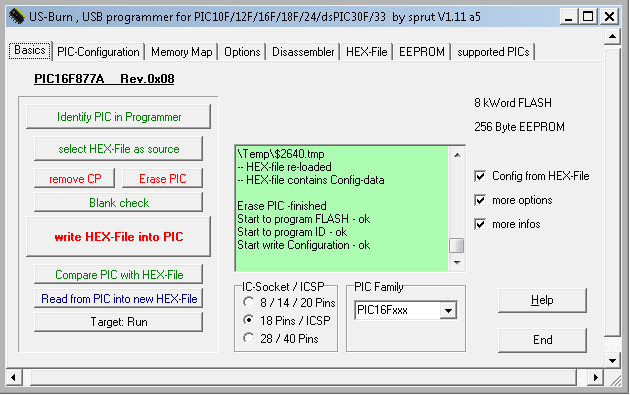 US-Burn , USB programmer for PIC10F/12F/16F/18F/24/dsPIC30F/33 by sprut V1.11 a5
Basics PIC-Configuration Memory Map Options Disassembler HEX-File EEPROM supported PICs
PIC16F877A Rev.0x08
Identify PIC in Programmer
select HEX-File as source
remove CP Erase PIC
Blank check
write HEX-File into PIC
Compare PIC with HEX-File
Read from PIC into new HEX-File
Target: Run
\Temp\$2640.tmp
-- HEX-file re-loaded
-- HEX-file contains Config-data
Erase PIC -finished
Start to program FLASH - ok
Start to program ID - ok
Start write Configuration - ok
IC-Socket / ICSP
8 / 14 / 20 Pins
18 Pins / ICSP
28 / 40 Pins
PIC Family
PIC16Fxxx
8 kWord FLASH
256 Byte EEPROM
Config from HEX-File
more options
more infos
Help
End